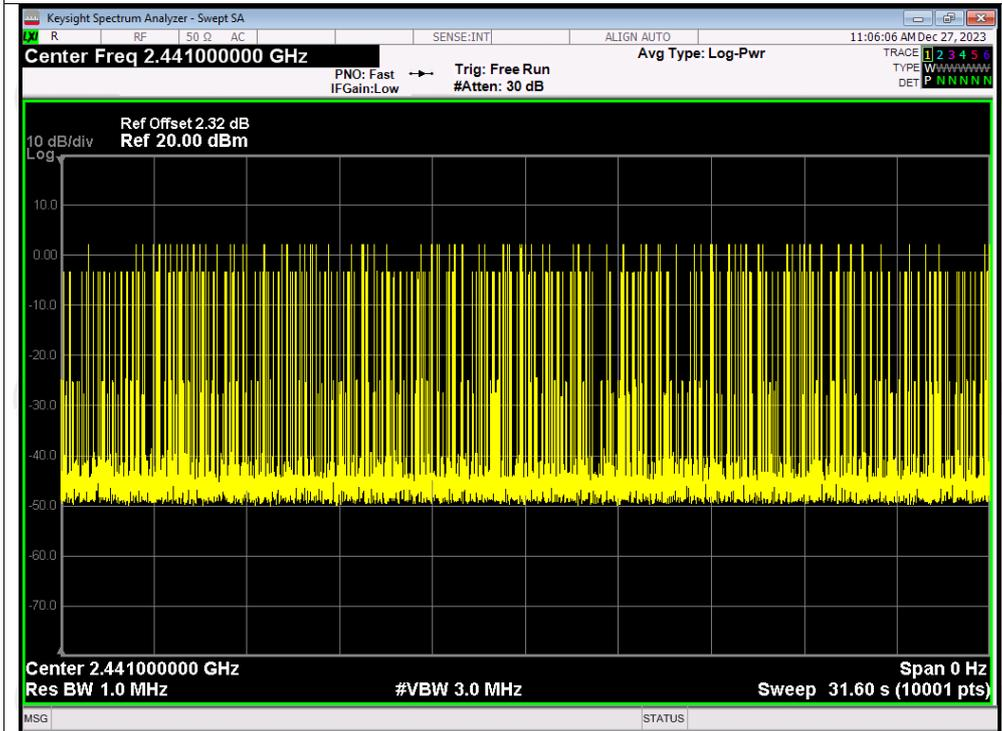 Keysight Spectrum Analyzer - Swept SA
LXI R RF 50 Ω AC SENSE:INT ALIGN AUTO 11:06:06 AM Dec 27, 2023
Center Freq 2.441000000 GHz Avg Type: Log-Pwr TRACE 1 2 3 4 5 6
PNO: Fast Trig: Free Run TYPE WWWWWW
IFGain:Low #Atten: 30 dB DET P N N N N N
Ref Offset 2.32 dB
10 dB/div Ref 20.00 dBm
Log
10.0
0.00
-10.0
-20.0
-30.0
-40.0
-50.0
-60.0
-70.0
Center 2.441000000 GHz Span 0 Hz
Res BW 1.0 MHz #VBW 3.0 MHz Sweep 31.60 s (10001 pts)
MSG STATUS